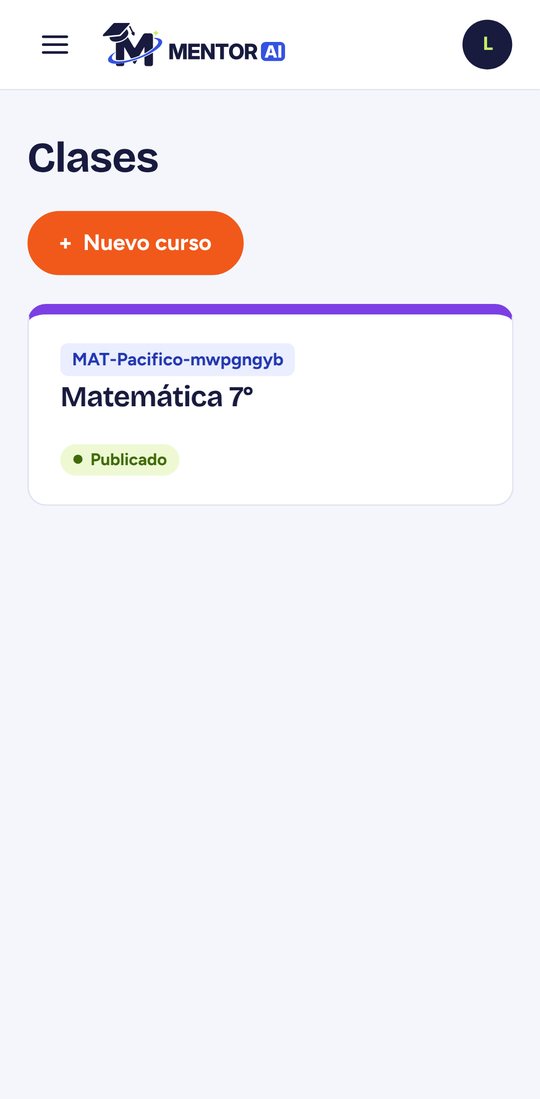 MENTOR AI
L
Clases
+ Nuevo curso
MAT-Pacifico-mwpgngyb
Matemática 7°
Publicado